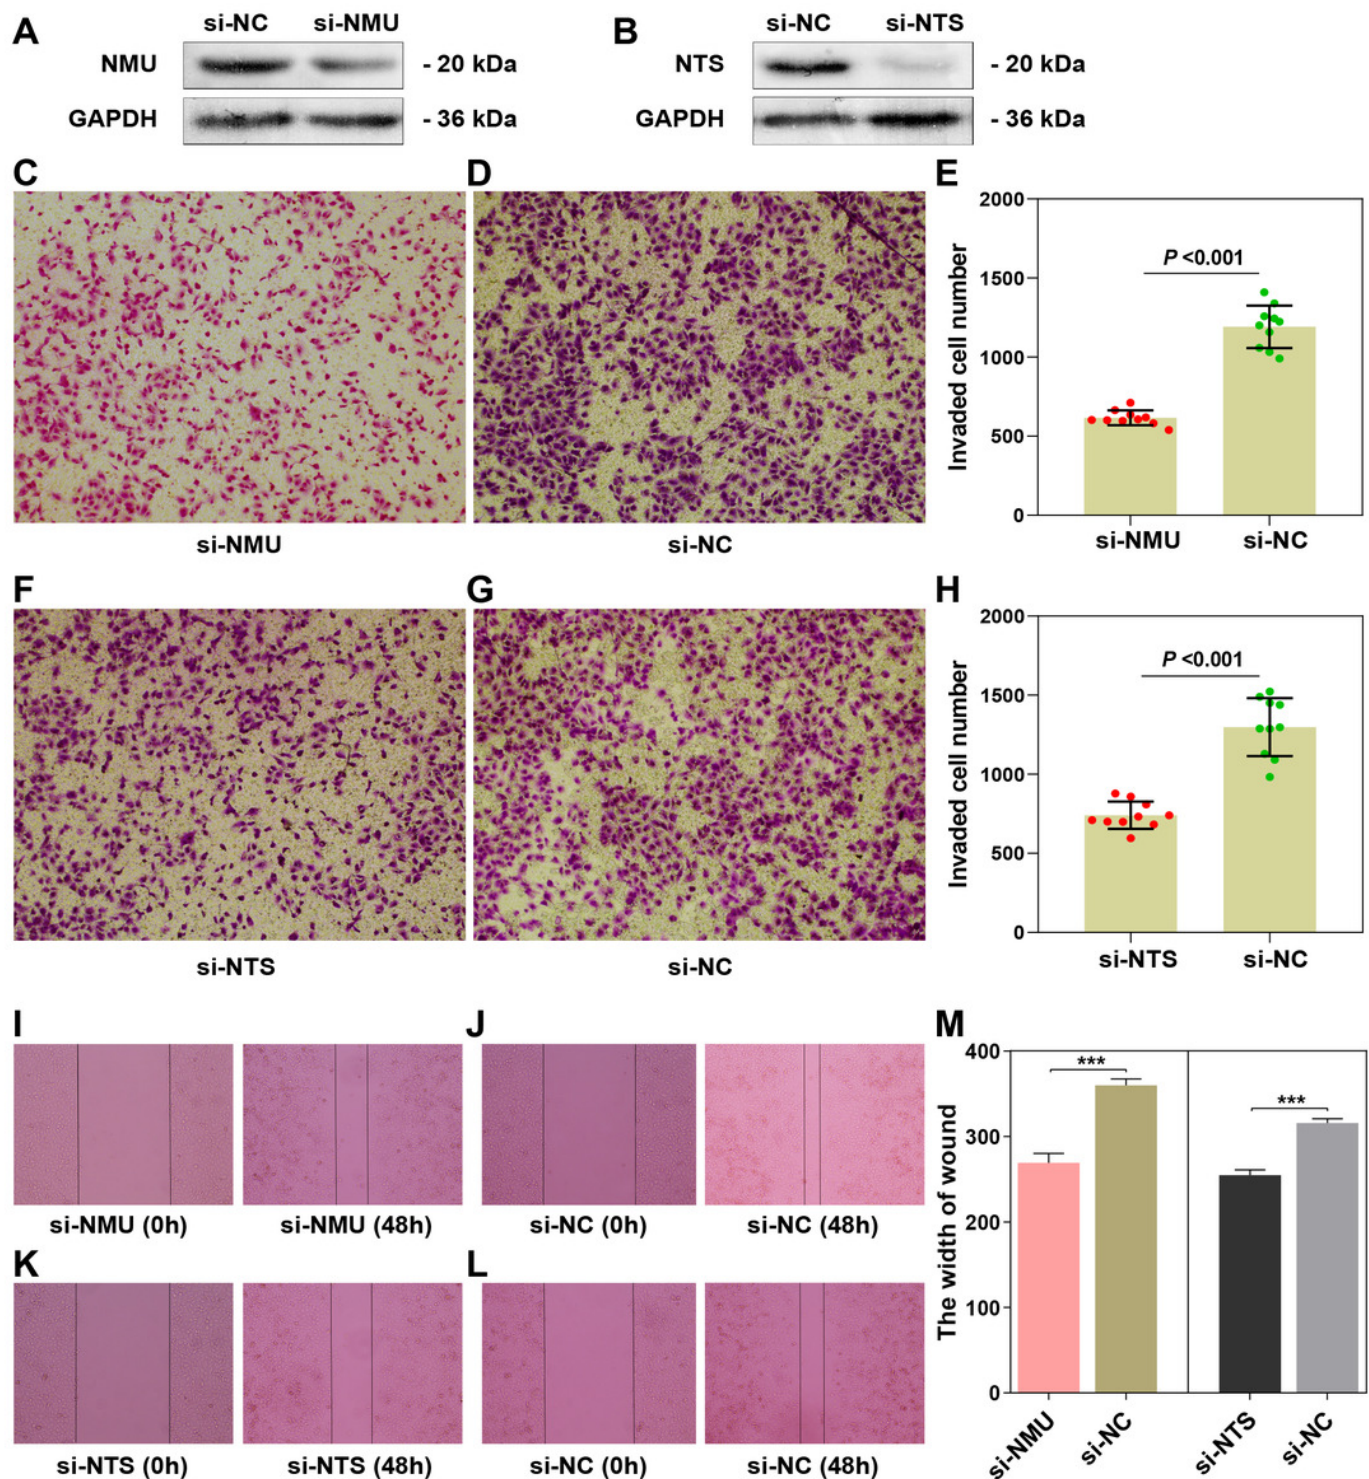 A
si-NC si-NMU
NMU
- 20 kDa
GAPDH
- 36 kDa
B
si-NC si-NTS
NTS
- 20 kDa
GAPDH
- 36 kDa
C
si-NMU
D
si-NC
E
Invaded cell number
2000
1500
1000
500
0
P <0.001
si-NMU si-NC
F
si-NTS
G
si-NC
H
Invaded cell number
2000
1500
1000
500
0
P <0.001
si-NTS si-NC
I
si-NMU (0h) si-NMU (48h)
J
si-NC (0h) si-NC (48h)
K
si-NTS (0h) si-NTS (48h)
L
si-NC (0h) si-NC (48h)
M
The width of wound
400
300
200
100
0
***
***
si-NMU
si-NC
si-NTS
si-NC